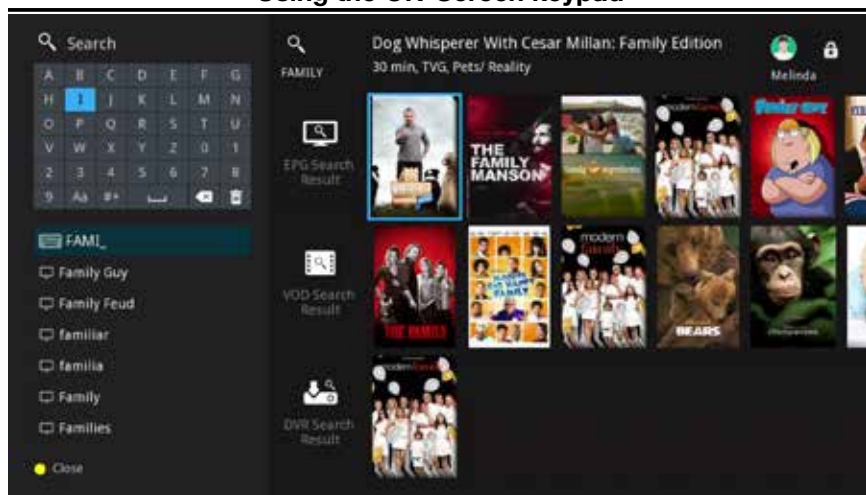 Using the On-Screen Keypad
Search
A B C D E F G
H I J K L M N
O P Q R S T U
V W X Y Z 0 1
2 3 4 5 6 7 8
9 Aa #+
FAMI_
Family Guy
Family Feud
familiar
familia
Family
Families
Close
FAMILY
Dog Whisperer With Cesar Millan: Family Edition
30 min, TVG, Pets/ Reality
Melinda
EPG Search
Result
THE
FAMILY
MANSON
modern family
FAMILY GUY
VOD Search
Result
THE FAMILY
modern
family
BEARS
DVR Search
Result
modern family